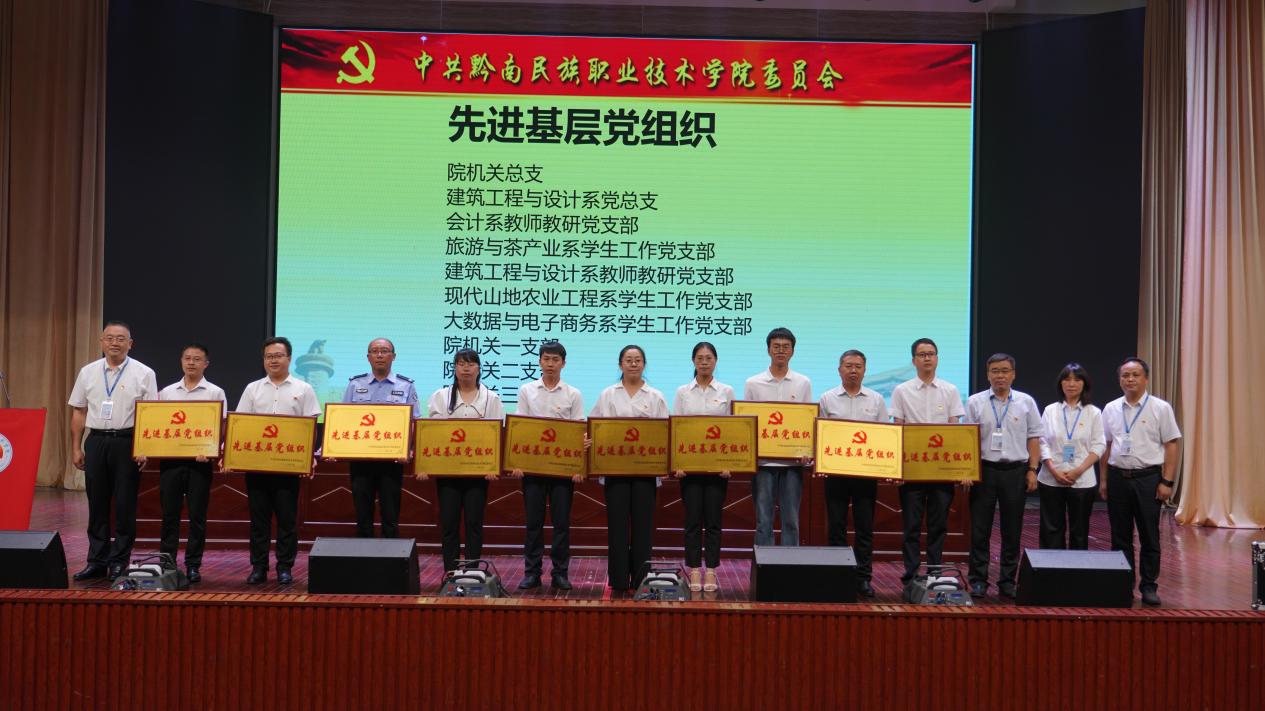 中共黔南民族职业技术学院委员会
先进基层党组织
院机关总支
建筑工程与设计系党总支
会计系教师教研党支部
旅游与茶产业系学生工作党支部
建筑工程与设计系教师教研党支部
现代山地农业工程系学生工作党支部
大数据与电子商务系学生工作党支部
院机关一支部
院 关二支
院 关三
先进基层党组织
先进基层党组织
先进基层党组织
先进基层党组织
先进基层党组织
先进基层党组织
先进基层党组织
基层党组织
先进基层党组织
进基层党组织